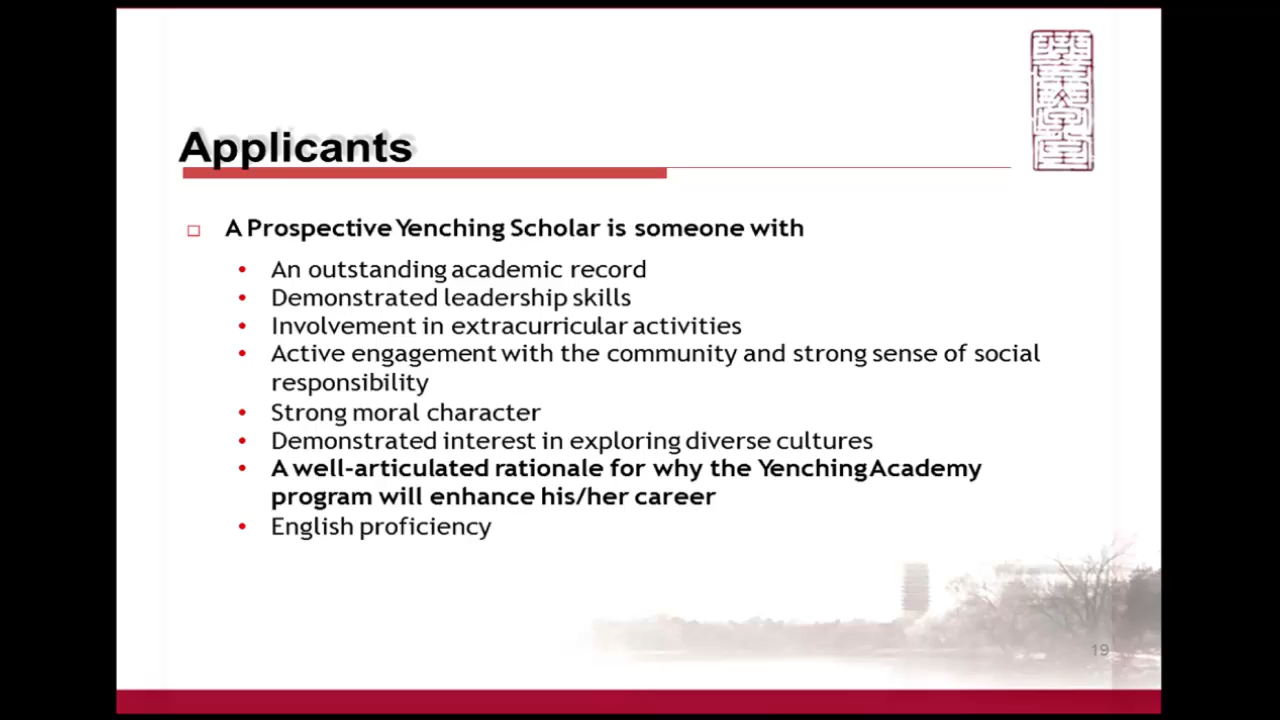 Applicants
A Prospective Yenching Scholar is someone with
An outstanding academic record
Demonstrated leadership skills
Involvement in extracurricular activities
Active engagement with the community and strong sense of social
responsibility
Strong moral character
Demonstrated interest in exploring diverse cultures
A well-articulated rationale for why the Yenching Academy
program will enhance his/her career
English proficiency
19